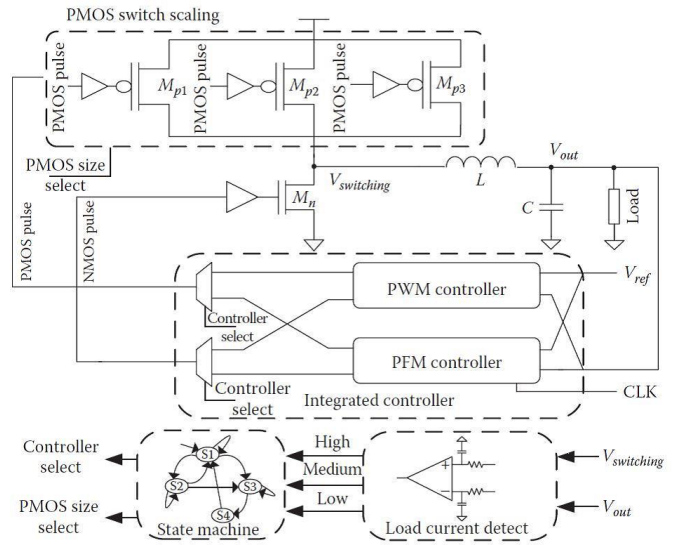 PMOS switch scaling
PMOS pulse
M_p1
PMOS pulse
M_p2
PMOS pulse
M_p3
PMOS size
select
V_switching
L
V_out
C
Load
M_n
PMOS pulse
NMOS pulse
PWM controller
V_ref
Controller
select
PFM controller
Controller
select
Integrated controller
CLK
Controller
select
PMOS size
select
S1
S2
S3
S4
State machine
High
Medium
Low
+
−
Load current detect
V_switching
V_out